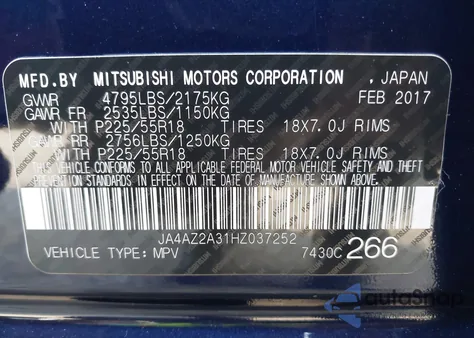 MFD.BY MITSUBISHI MOTORS CORPORATION , JAPAN
GVWR 4795LBS/2175KG FEB 2017
GAWR FR 2535LBS/1150KG
WITH P225/55R18 TIRES 18X7.0J RIMS
GAWR RR 2756LBS/1250KG
WITH P225/55R18 TIRES 18X7.0J RIMS
THIS VEHICLE CONFORMS TO ALL APPLICABLE FEDERAL MOTOR VEHICLE SAFETY, BUMPER AND THEFT
PREVENTION STANDARDS IN EFFECT ON THE DATE OF MANUFACTURE SHOWN ABOVE.
JA4AZ2A31HZ037252
VEHICLE TYPE: MPV 7430C 266
autoSnap